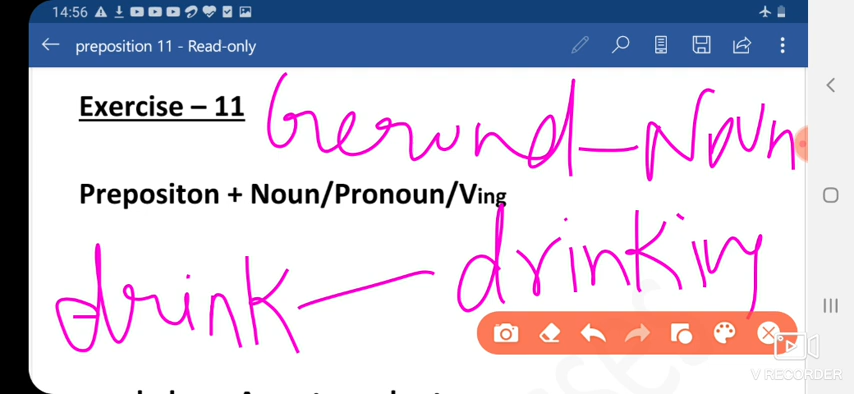 14:56
preposition 11 - Read-only
Exercise – 11 Gerund - Noun
Prepositon + Noun/Pronoun/Ving
drink — drinking
V RECORDER